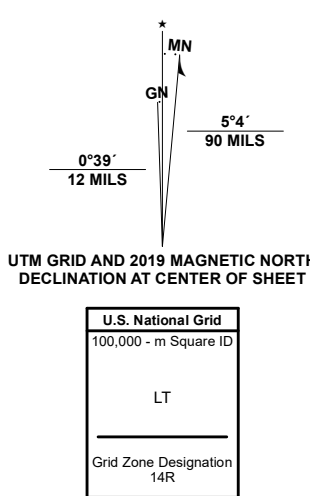 ★
MN
GN
5°4´
90 MILS
0°39´
12 MILS
UTM GRID AND 2019 MAGNETIC NORTH
DECLINATION AT CENTER OF SHEET
U.S. National Grid
100,000 - m Square ID
LT
Grid Zone Designation
14R